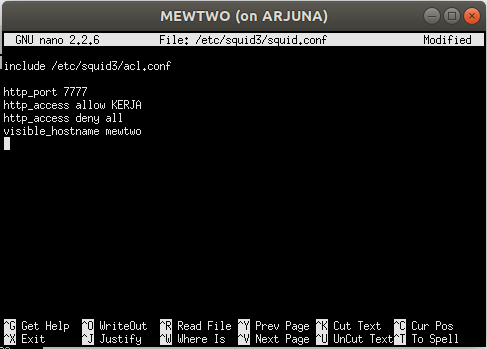 MEWTWO (on ARJUNA)
GNU nano 2.2.6 File: /etc/squid3/squid.conf Modified
include /etc/squid3/acl.conf
http_port 7777
http_access allow KERJA
http_access deny all
visible_hostname mewtwo
^G Get Help ^O WriteOut ^R Read File ^Y Prev Page ^K Cut Text ^C Cur Pos
^X Exit ^J Justify ^W Where Is ^V Next Page ^U UnCut Text ^T To Spell